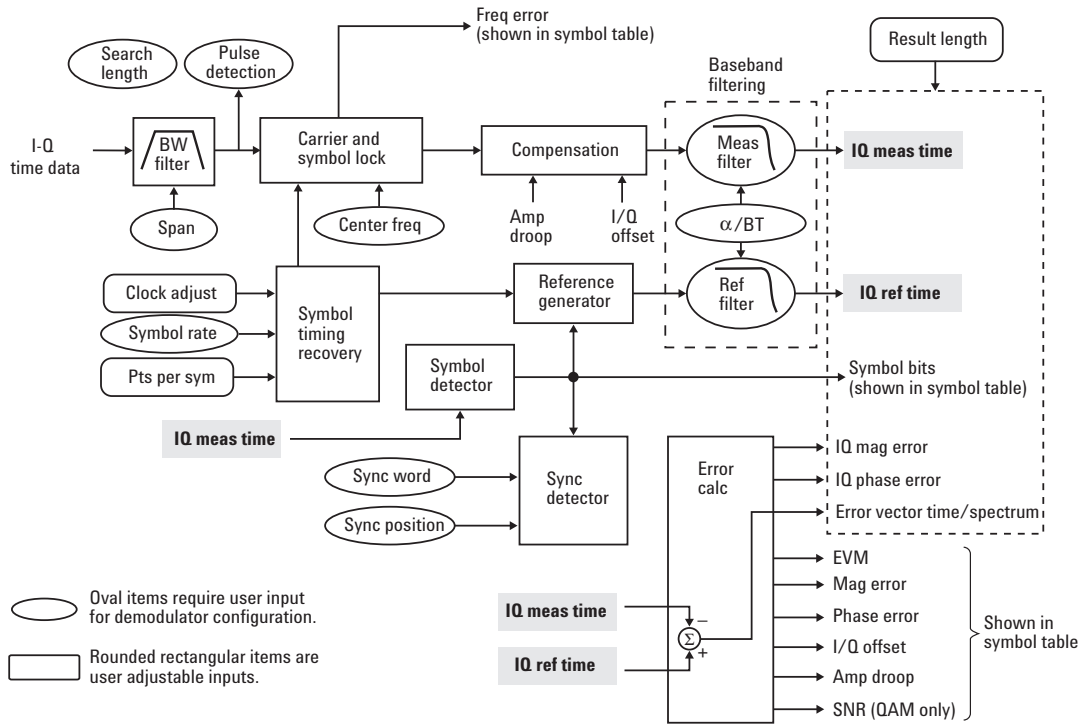 Freq error
(shown in symbol table)
Result length
Search
length
Pulse
detection
Baseband
filtering
I-Q
time data
BW
filter
Carrier and
symbol lock
Compensation
Meas
filter
IQ meas time
Span
Center freq
Amp
droop
I/Q
offset
α/BT
Clock adjust
Symbol rate
Pts per sym
Symbol
timing
recovery
Reference
generator
Ref
filter
IQ ref time
Symbol
detector
Symbol bits
(shown in symbol table)
IQ meas time
Sync word
Sync position
Sync
detector
Error
calc
IQ mag error
IQ phase error
Error vector time/spectrum
EVM
Mag error
Phase error
I/Q offset
Amp droop
SNR (QAM only)
Shown in
symbol table
IQ meas time
IQ ref time
−
Σ
+
Oval items require user input
for demodulator configuration.
Rounded rectangular items are
user adjustable inputs.